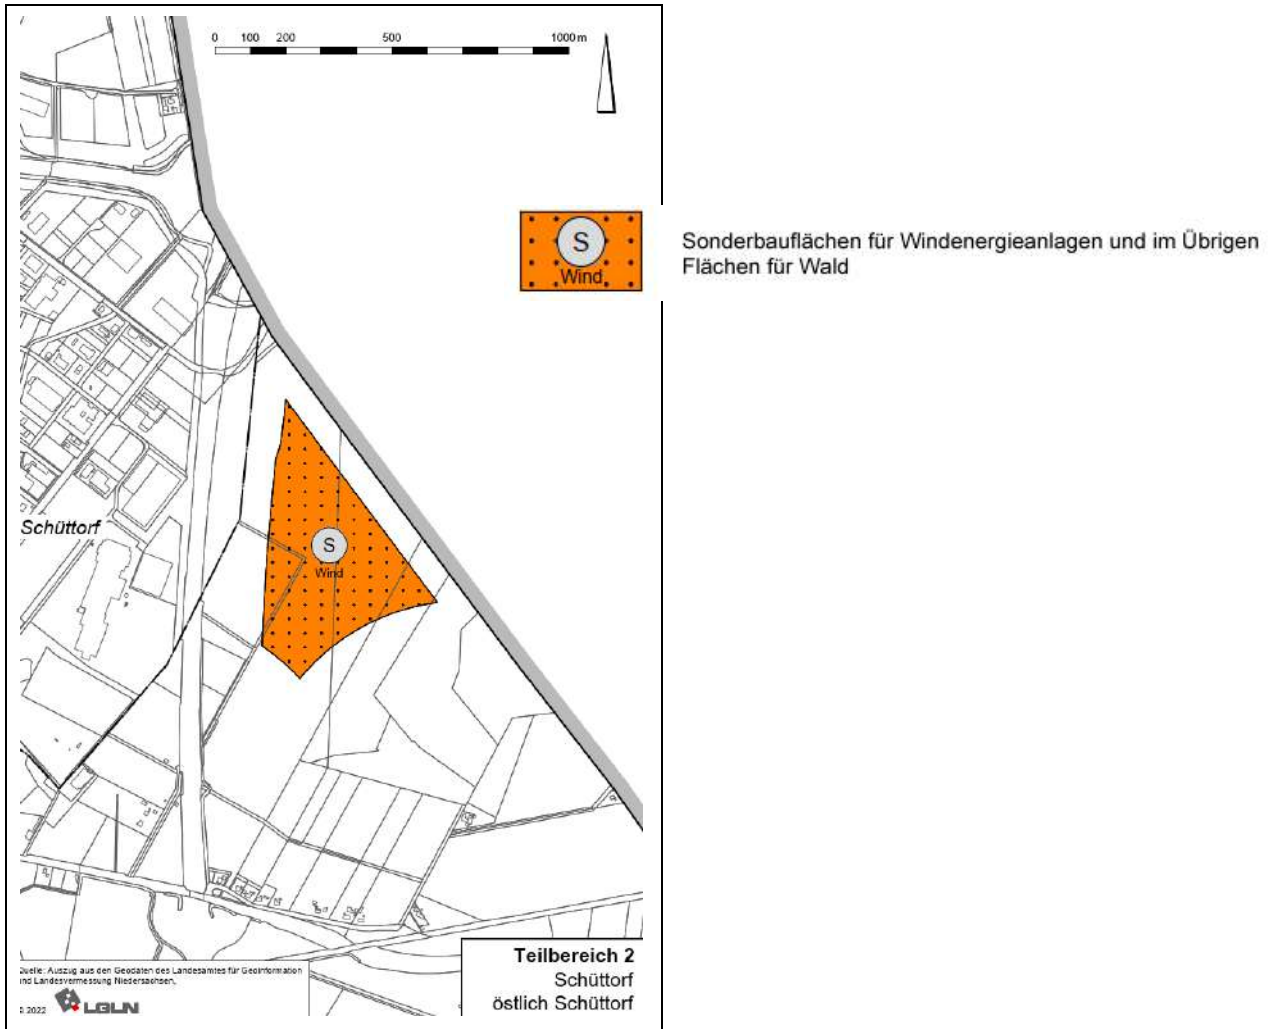 0 100 200 500 1000 m
S
Wind
Sonderbauflächen für Windenergieanlagen und im Übrigen
Flächen für Wald
Schüttorf
S
Wind
Teilbereich 2
Schüttorf
östlich Schüttorf
Quelle: Auszug aus den Geodaten des Landesamtes für Geoinformation
und Landesvermessung Niedersachsen,
2022
LGLN